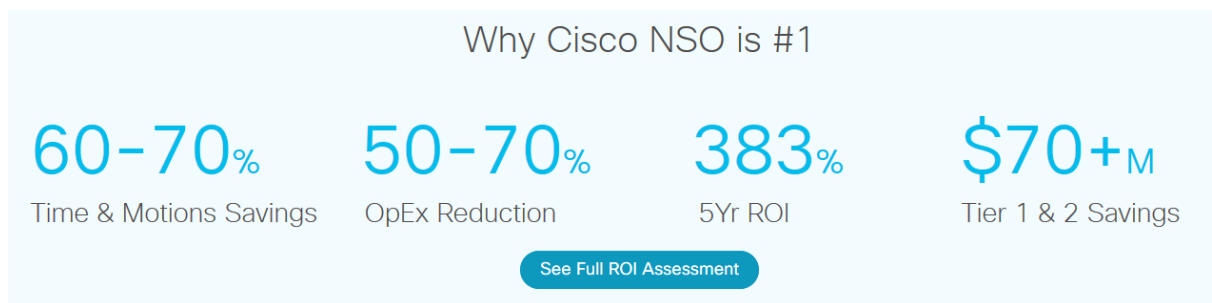 Why Cisco NSO is #1
60-70% 50-70% 383% $70+M
Time & Motions Savings OpEx Reduction 5Yr ROI Tier 1 & 2 Savings
See Full ROI Assessment